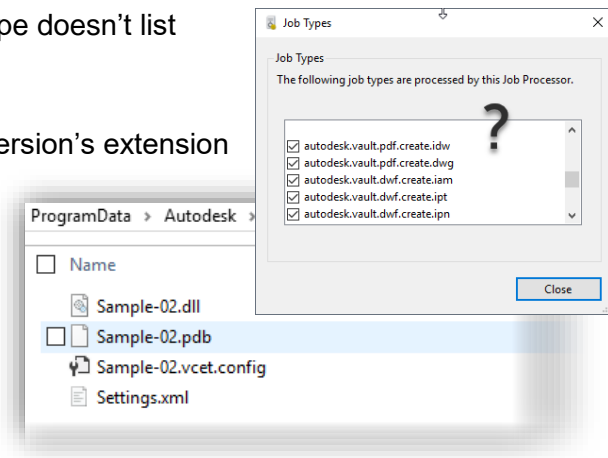 pe doesn't list
ersion's extension
Job Types
Job Types
The following job types are processed by this Job Processor.
autodesk.vault.pdf.create.idw
autodesk.vault.pdf.create.dwg
autodesk.vault.dwf.create.iam
autodesk.vault.dwf.create.ipt
autodesk.vault.dwf.create.ipn
?
Close
ProgramData › Autodesk ›
Name
Sample-02.dll
Sample-02.pdb
Sample-02.vcet.config
Settings.xml